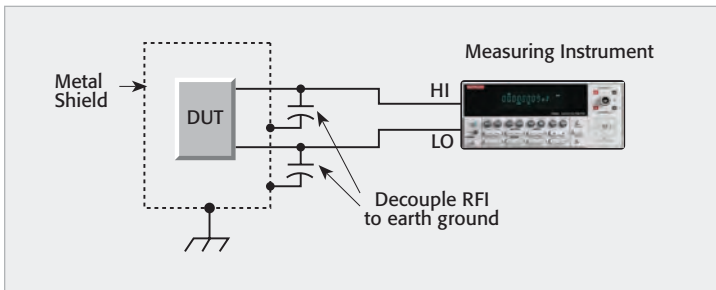 Measuring Instrument
Metal
Shield
DUT
HI
LO
Decouple RFI
to earth ground